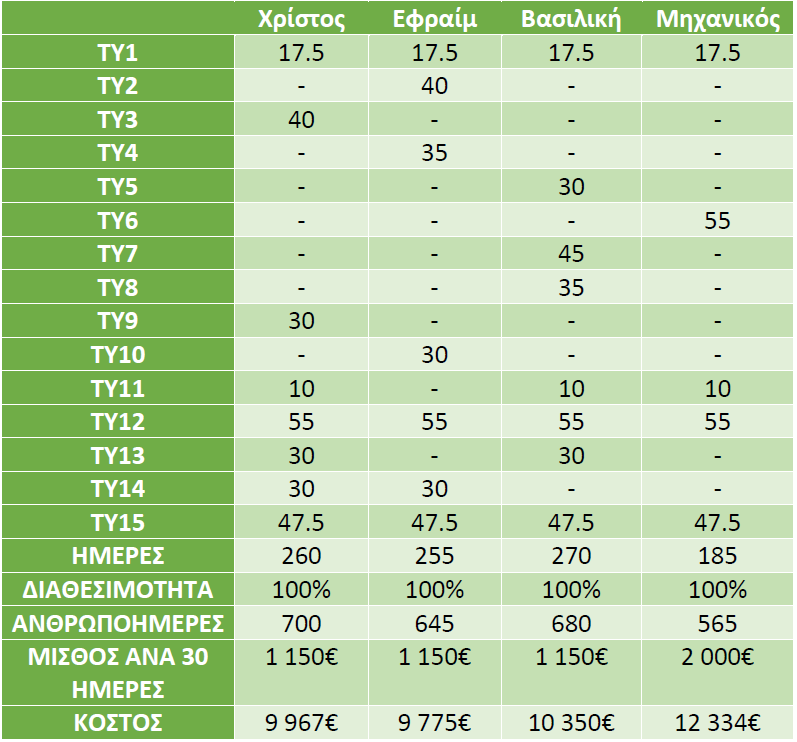 Χρίστος Εφραίμ Βασιλική Μηχανικός
ΤΥ1 17.5 17.5 17.5 17.5
ΤΥ2 - 40 - -
ΤΥ3 40 - - -
ΤΥ4 - 35 - -
ΤΥ5 - - 30 -
ΤΥ6 - - - 55
ΤΥ7 - - 45 -
ΤΥ8 - - 35 -
ΤΥ9 30 - - -
ΤΥ10 - 30 - -
ΤΥ11 10 - 10 10
ΤΥ12 55 55 55 55
ΤΥ13 30 - 30 -
ΤΥ14 30 30 - -
ΤΥ15 47.5 47.5 47.5 47.5
ΗΜΕΡΕΣ 260 255 270 185
ΔΙΑΘΕΣΙΜΟΤΗΤΑ 100% 100% 100% 100%
ΑΝΘΡΩΠΟΗΜΕΡΕΣ 700 645 680 565
ΜΙΣΘΟΣ ΑΝΑ 30 1 150€ 1 150€ 1 150€ 2 000€
ΗΜΕΡΕΣ
ΚΟΣΤΟΣ 9 967€ 9 775€ 10 350€ 12 334€